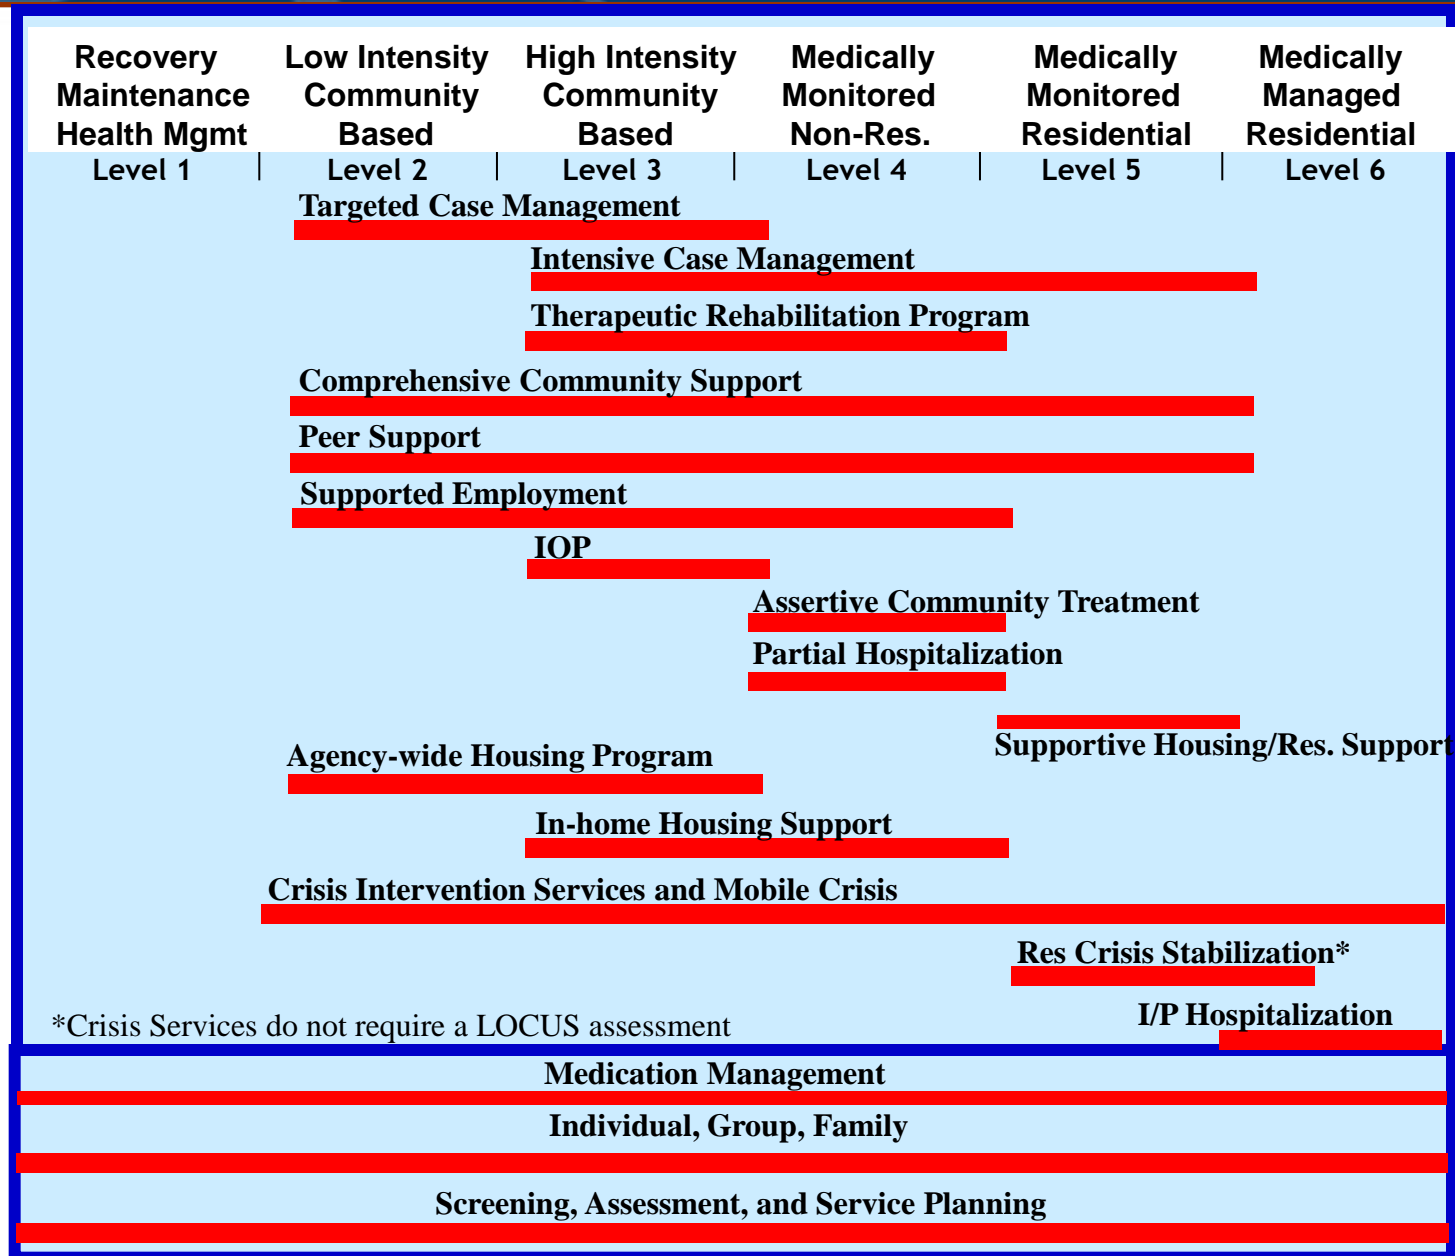 Recovery Maintenance Health Mgmt
Low Intensity Community Based
High Intensity Community Based
Medically Monitored Non-Res.
Medically Monitored Residential
Medically Managed Residential
Level 1 | Level 2 | Level 3 | Level 4 | Level 5 | Level 6
Targeted Case Management
Intensive Case Management
Therapeutic Rehabilitation Program
Comprehensive Community Support
Peer Support
Supported Employment
IOP
Assertive Community Treatment
Partial Hospitalization
Supportive Housing/Res. Support
Agency-wide Housing Program
In-home Housing Support
Crisis Intervention Services and Mobile Crisis
Res Crisis Stabilization*
I/P Hospitalization
*Crisis Services do not require a LOCUS assessment
Medication Management
Individual, Group, Family
Screening, Assessment, and Service Planning